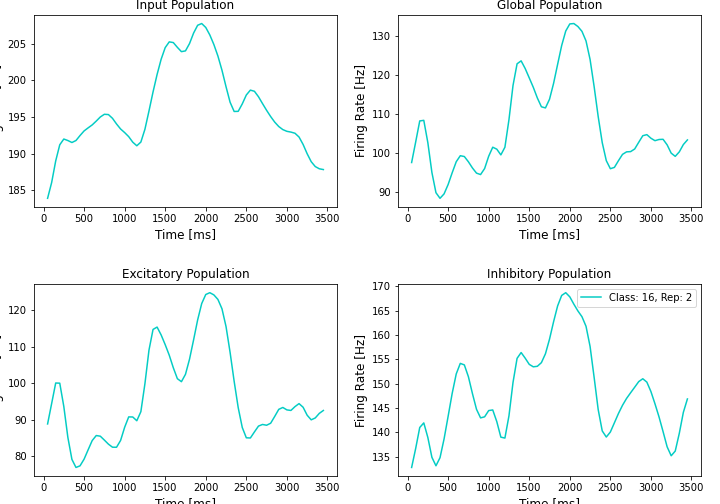 Input Population
205
200
195
190
185
0 500 1000 1500 2000 2500 3000 3500
Time [ms]
Global Population
Firing Rate [Hz]
130
120
110
100
90
0 500 1000 1500 2000 2500 3000 3500
Time [ms]
Excitatory Population
120
110
100
90
80
0 500 1000 1500 2000 2500 3000 3500
Time [ms]
Inhibitory Population
Class: 16, Rep: 2
Firing Rate [Hz]
170
165
160
155
150
145
140
135
0 500 1000 1500 2000 2500 3000 3500
Time [ms]